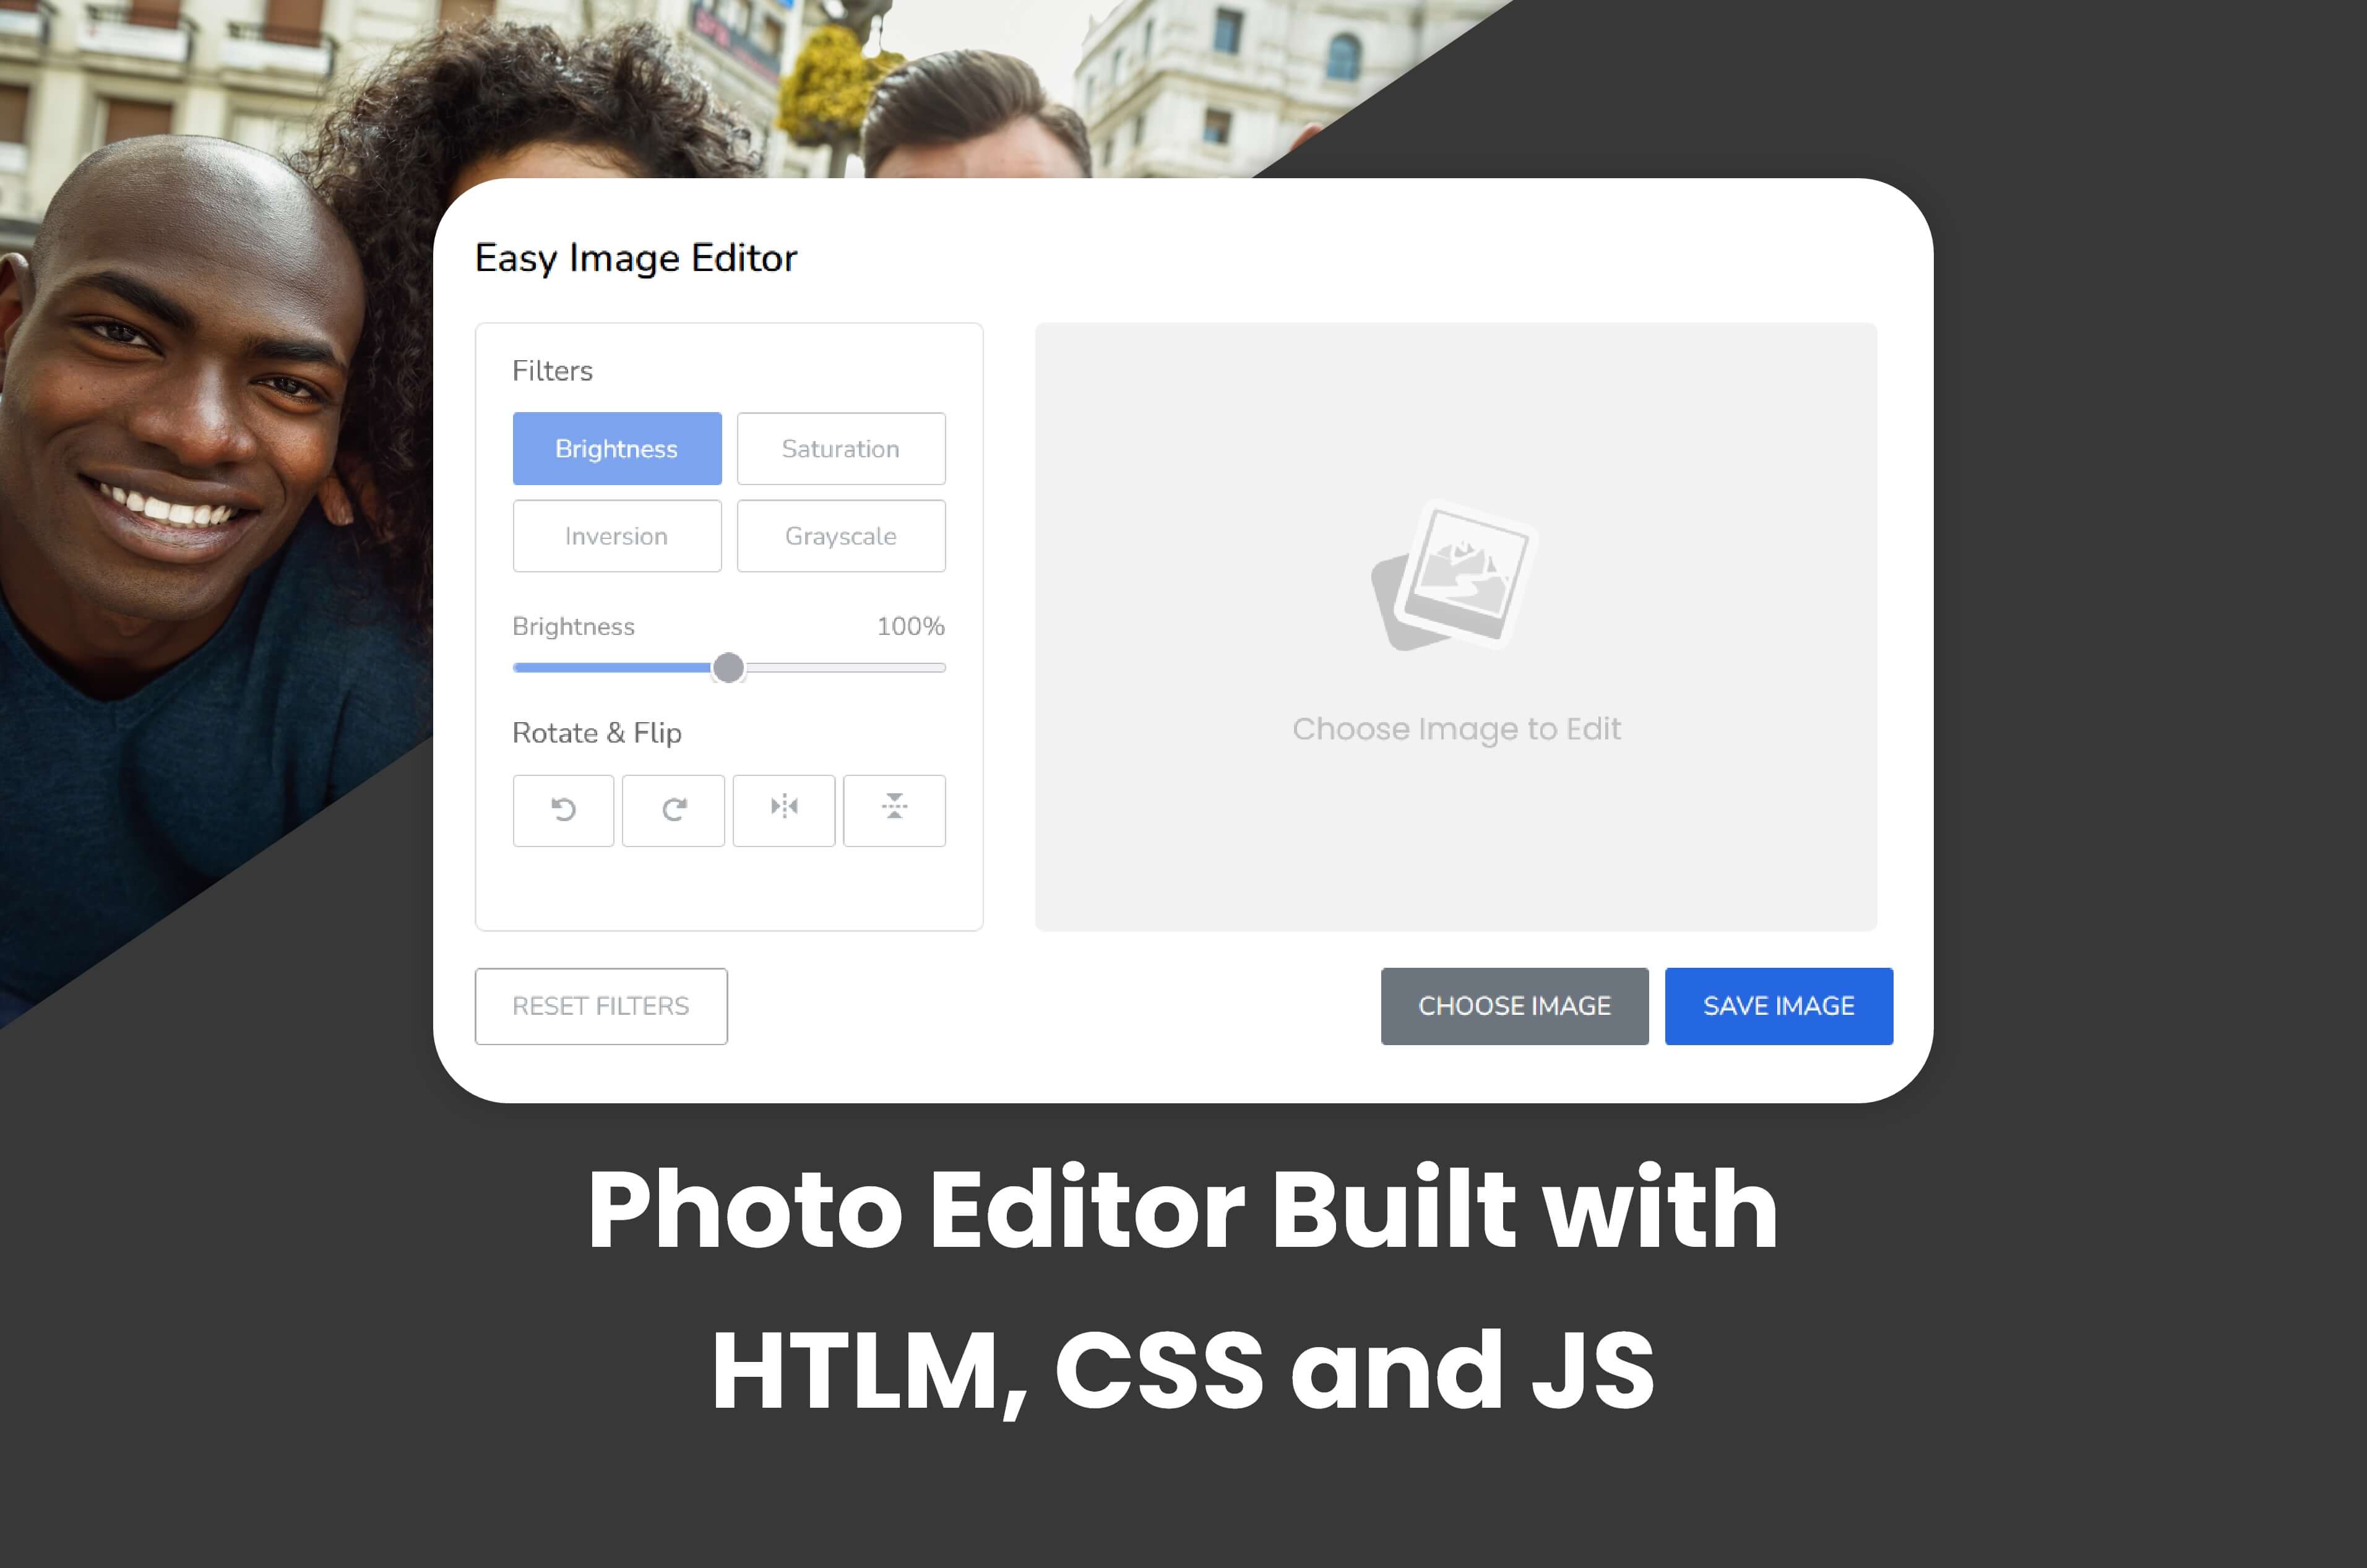 Easy Image Editor
Filters
Brightness
Saturation
Inversion
Grayscale
Brightness 100%
Rotate & Flip
Choose Image to Edit
RESET FILTERS
CHOOSE IMAGE
SAVE IMAGE
Photo Editor Built with
HTLM, CSS and JS